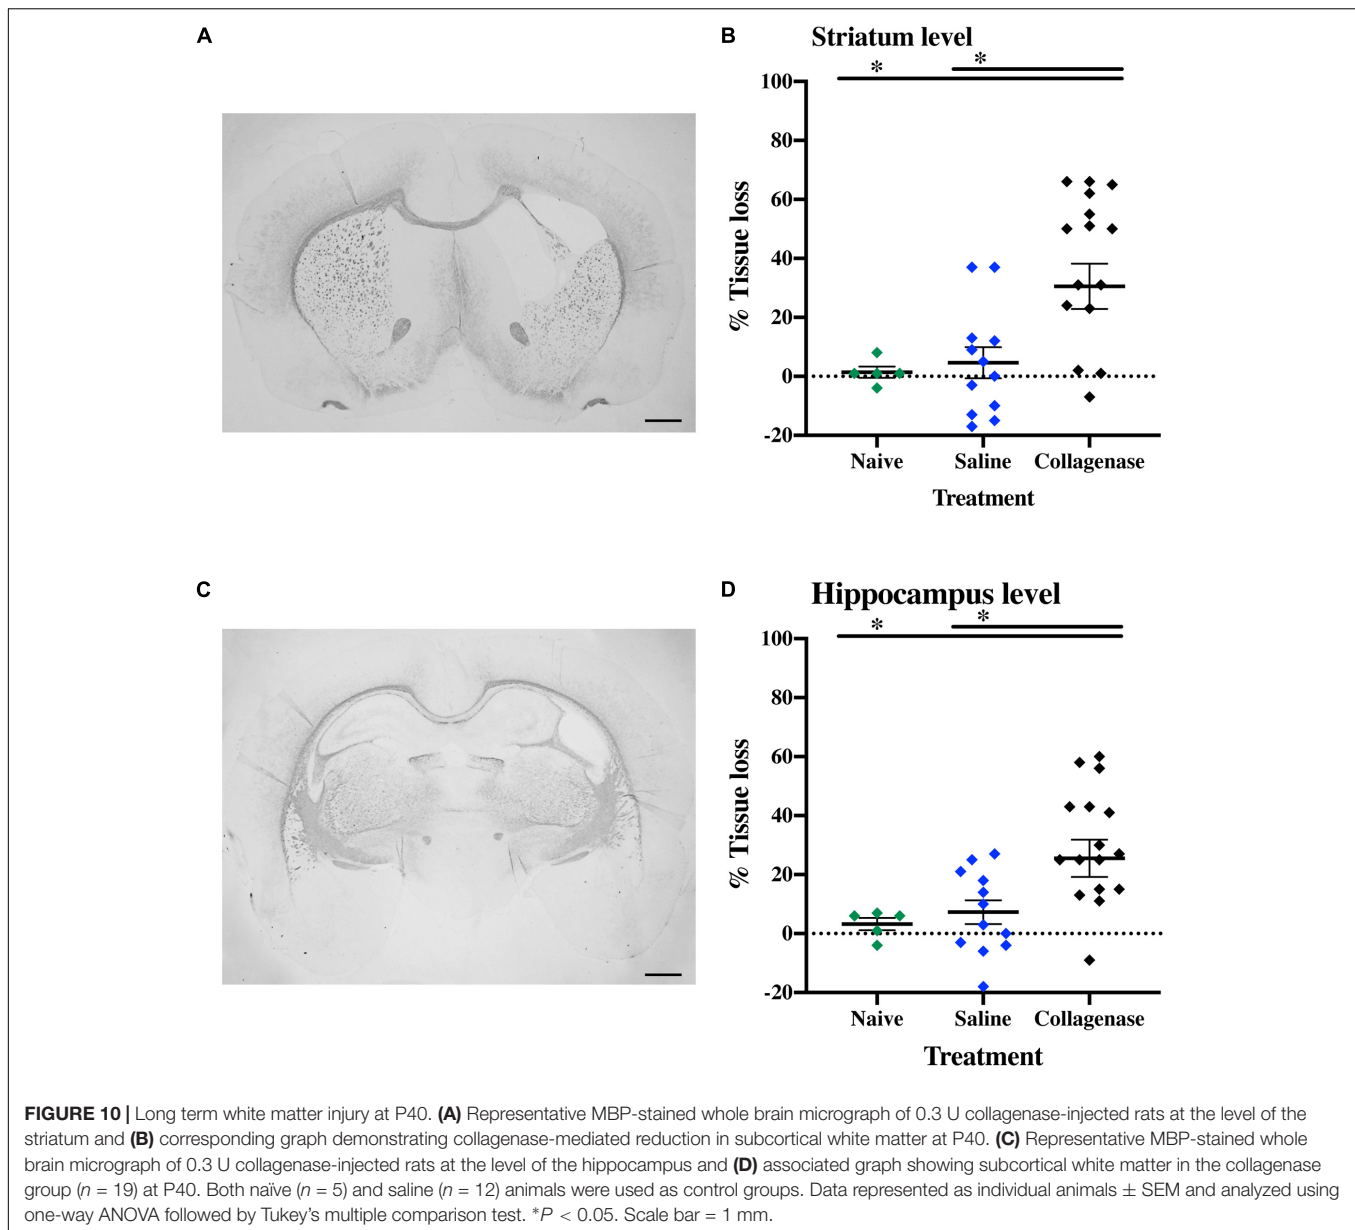 A
B
Striatum level
*
*
100
80
60
40
20
0
-20
% Tissue loss
Naive Saline Collagenase
Treatment
C
D
Hippocampus level
*
*
100
80
60
40
20
0
-20
% Tissue loss
Naive Saline Collagenase
Treatment
FIGURE 10 | Long term white matter injury at P40. (A) Representative MBP-stained whole brain micrograph of 0.3 U collagenase-injected rats at the level of the
striatum and (B) corresponding graph demonstrating collagenase-mediated reduction in subcortical white matter at P40. (C) Representative MBP-stained whole
brain micrograph of 0.3 U collagenase-injected rats at the level of the hippocampus and (D) associated graph showing subcortical white matter in the collagenase
group (n = 19) at P40. Both naïve (n = 5) and saline (n = 12) animals were used as control groups. Data represented as individual animals ± SEM and analyzed using
one-way ANOVA followed by Tukey's multiple comparison test. *P < 0.05. Scale bar = 1 mm.